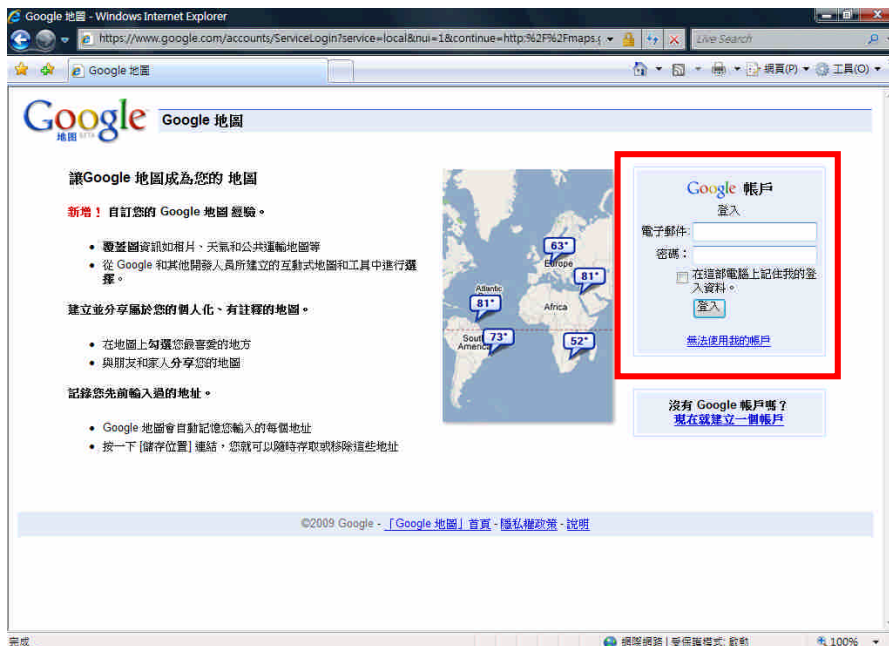 Google 地圖 - Windows Internet Explorer
https://www.google.com/accounts/ServiceLogin?service=local&nui=1&continue=http:%2F%2Fmaps.g
Live Search
Google 地圖
網頁(P)
工具(O)
Google 地圖 BETA
Google 地圖
讓Google 地圖成為您的 地圖
新增！ 自訂您的 Google 地圖 經驗。
• 覆蓋圖資訊如相片、天氣和公共運輸地圖等
• 從 Google 和其他開發人員所建立的互動式地圖和工具中進行選
擇。
建立並分享屬於您的個人化、有註釋的地圖。
• 在地圖上勾選您最喜愛的地方
• 與朋友和家人分享您的地圖
記錄您先前輸入過的地址。
• Google 地圖會自動記憶您輸入的每個地址
• 按一下 [儲存位置] 連結，您就可以隨時存取或移除這些地址
63°
Europe
81°
Atlantic
81°
Africa
South America
73°
52°
Google 帳戶
登入
電子郵件:
密碼：
在這部電腦上記住我的登
入資料。
登入
無法使用我的帳戶
沒有 Google 帳戶嗎？
現在就建立一個帳戶
©2009 Google - 「Google 地圖」首頁 - 隱私權政策 - 說明
完成
網際網路 | 受保護模式: 啟動
100%